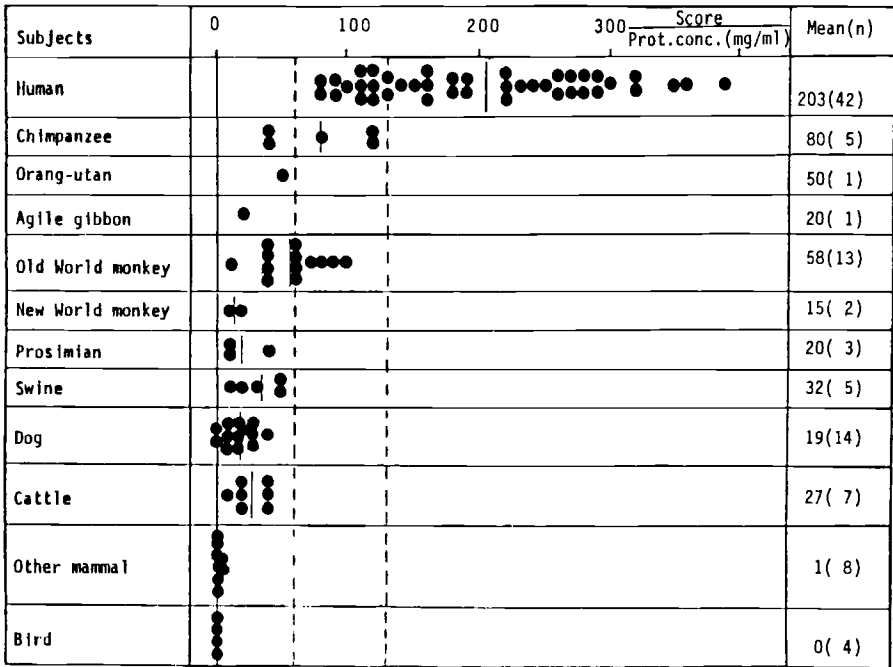 Subjects 0 100 200 300 Score Mean(n)
Prot.conc.(mg/ml)
Human 203(42)
Chimpanzee 80( 5)
Orang-utan 50( 1)
Agile gibbon 20( 1)
Old World monkey 58(13)
New World monkey 15( 2)
Prosimian 20( 3)
Swine 32( 5)
Dog 19(14)
Cattle 27( 7)
Other mammal 1( 8)
Bird 0( 4)